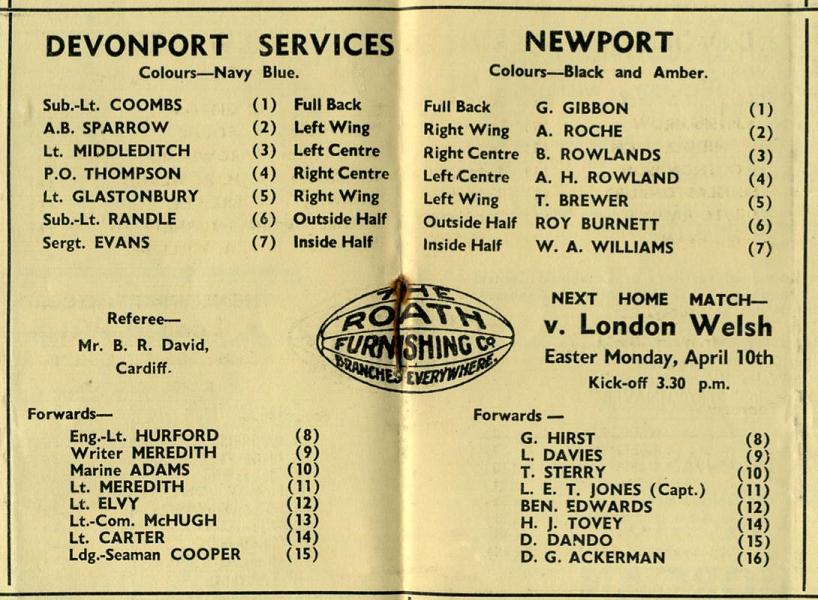 DEVONPORT SERVICES
Colours—Navy Blue.
Sub.-Lt. COOMBS (1) Full Back
A.B. SPARROW (2) Left Wing
Lt. MIDDLEDITCH (3) Left Centre
P.O. THOMPSON (4) Right Centre
Lt. GLASTONBURY (5) Right Wing
Sub.-Lt. RANDLE (6) Outside Half
Sergt. EVANS (7) Inside Half
NEWPORT
Colours—Black and Amber.
Full Back G. GIBBON (1)
Right Wing A. ROCHE (2)
Right Centre B. ROWLANDS (3)
Left Centre A. H. ROWLAND (4)
Left Wing T. BREWER (5)
Outside Half ROY BURNETT (6)
Inside Half W. A. WILLIAMS (7)
Referee—
Mr. B. R. David,
Cardiff.
THE
ROATH
FURNISHING Co
BRANCHES EVERYWHERE.
NEXT HOME MATCH—
v. London Welsh
Easter Monday, April 10th
Kick-off 3.30 p.m.
Forwards—
Eng.-Lt. HURFORD (8)
Writer MEREDITH (9)
Marine ADAMS (10)
Lt. MEREDITH (11)
Lt. ELVY (12)
Lt.-Com. McHUGH (13)
Lt. CARTER (14)
Ldg.-Seaman COOPER (15)
Forwards —
G. HIRST (8)
L. DAVIES (9)
T. STERRY (10)
L. E. T. JONES (Capt.) (11)
BEN. EDWARDS (12)
H. J. TOVEY (14)
D. DANDO (15)
D. G. ACKERMAN (16)